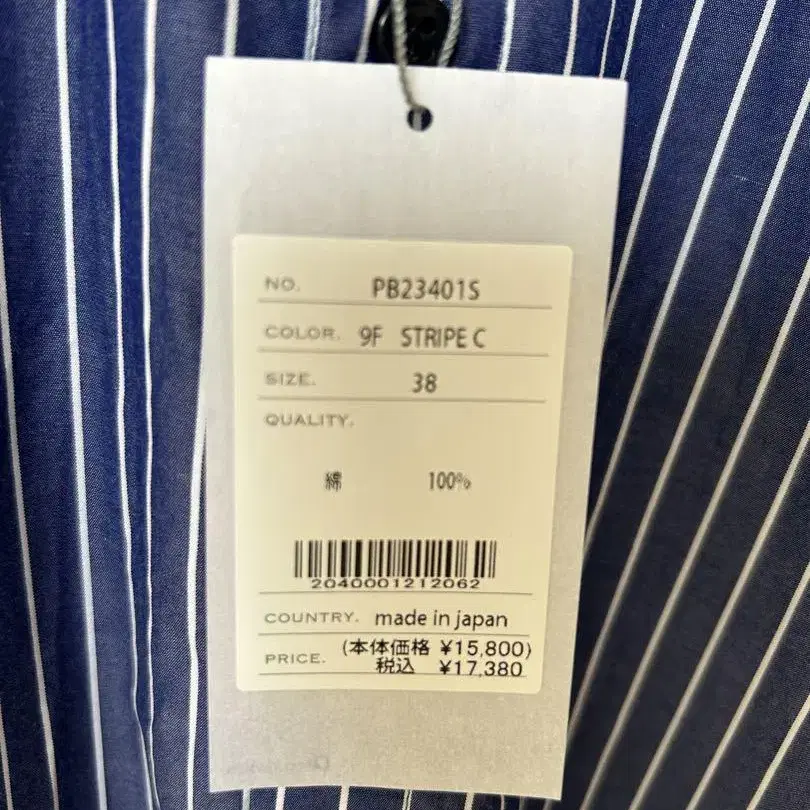 NO. PB23401S
COLOR. 9F STRIPE C
SIZE. 38
QUALITY.
綿 100%
2040001212062
COUNTRY. made in japan
PRICE. (本体価格 ¥15,800)
税込 ¥17,380